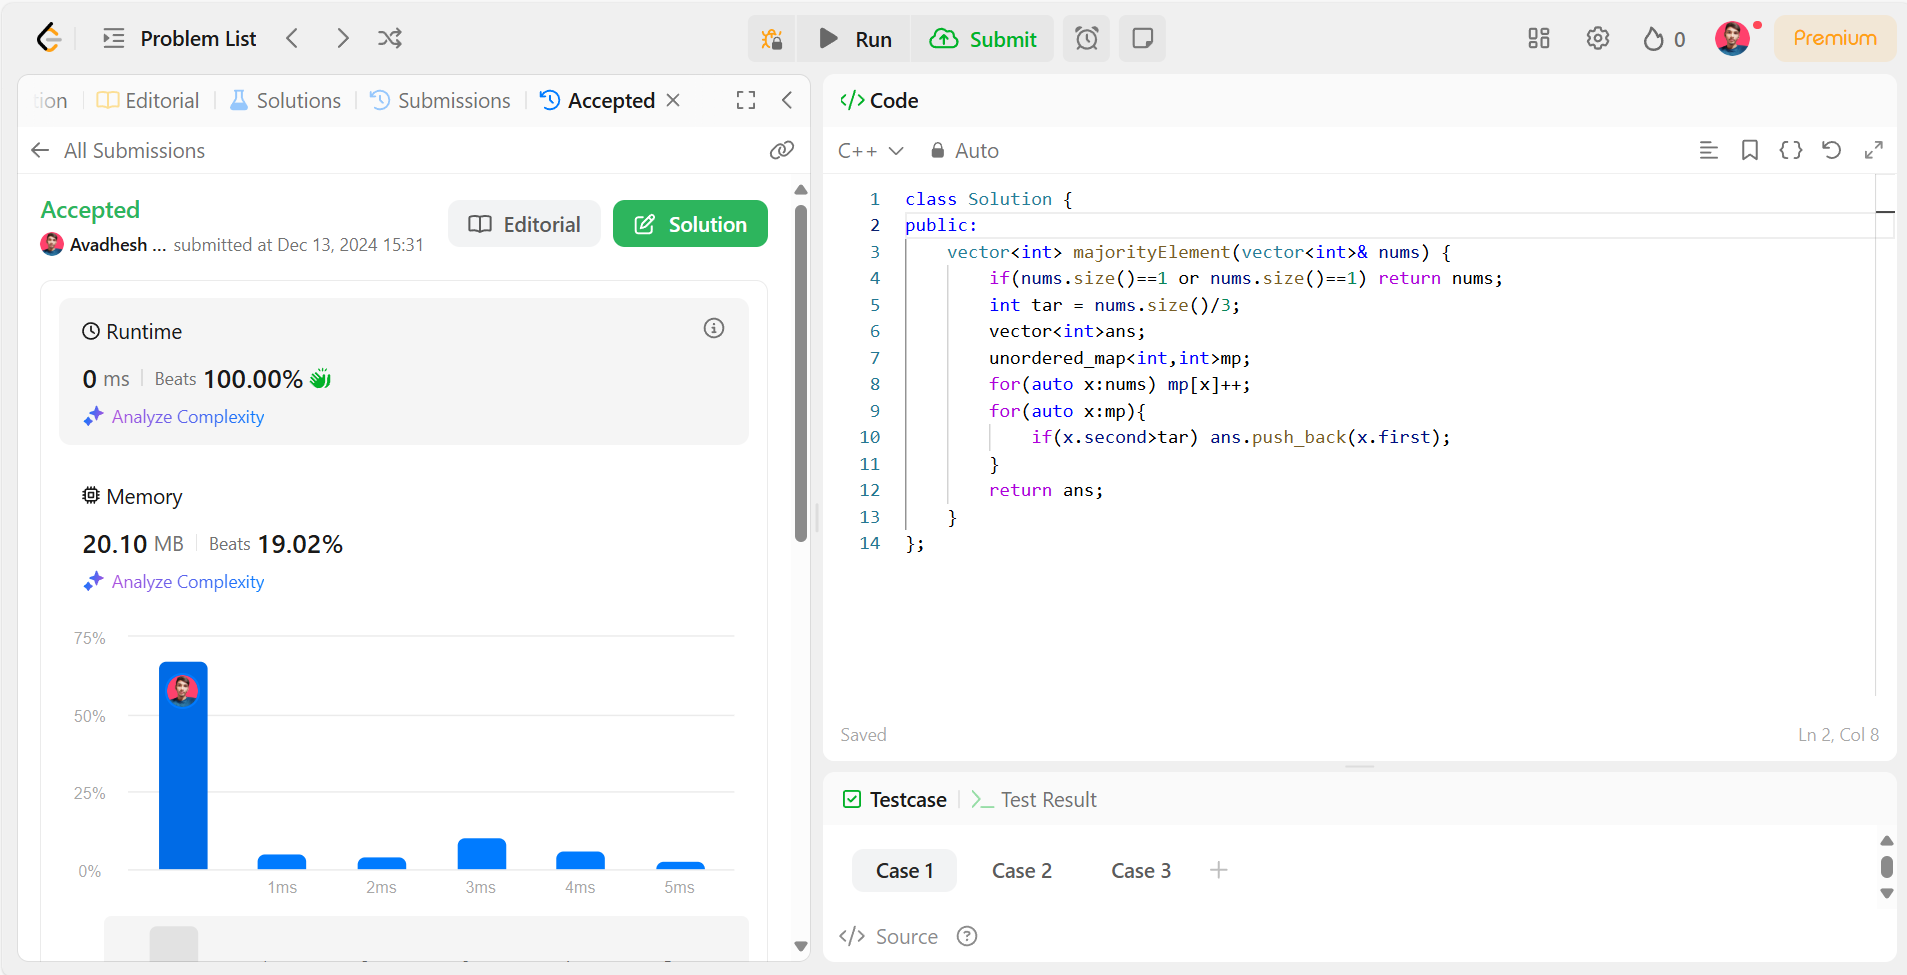 Problem List
Run
Submit
0
Premium
tion
Editorial
Solutions
Submissions
Accepted
All Submissions
Accepted
Editorial
Solution
Avadhesh ... submitted at Dec 13, 2024 15:31
Runtime
0 ms Beats 100.00%
Analyze Complexity
Memory
20.10 MB Beats 19.02%
Analyze Complexity
75%
50%
25%
0%
1ms 2ms 3ms 4ms 5ms
</> Code
C++ Auto
1 class Solution {
2 public:
3     vector<int> majorityElement(vector<int>& nums) {
4         if(nums.size()==1 or nums.size()==1) return nums;
5         int tar = nums.size()/3;
6         vector<int>ans;
7         unordered_map<int,int>mp;
8         for(auto x:nums) mp[x]++;
9         for(auto x:mp){
10             if(x.second>tar) ans.push_back(x.first);
11         }
12         return ans;
13     }
14 };
Saved
Ln 2, Col 8
Testcase
Test Result
Case 1 Case 2 Case 3 +
</> Source